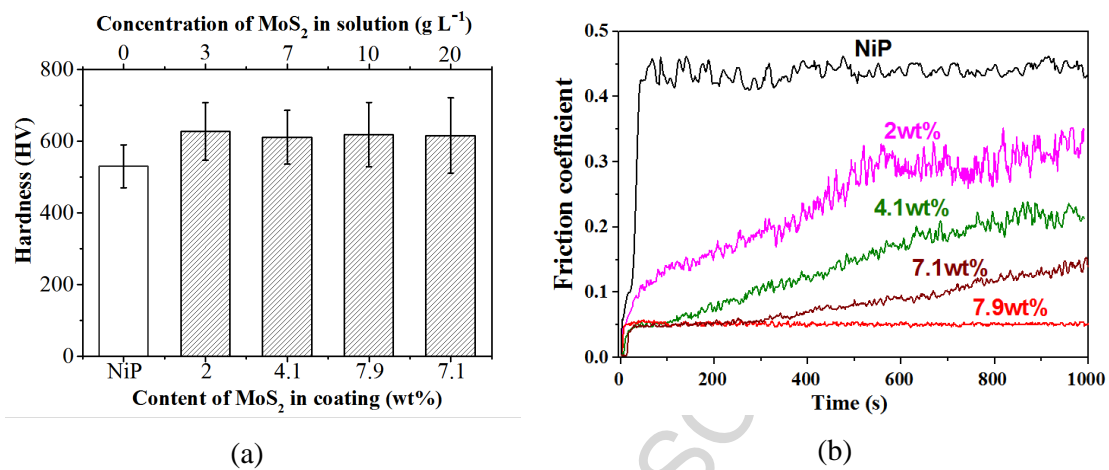 Concentration of MoS₂ in solution (g L⁻¹)
0 3 7 10 20
800
600
400
200
0
Hardness (HV)
NiP 2 4.1 7.9 7.1
Content of MoS₂ in coating (wt%)
(a)
0.5
0.4
0.3
0.2
0.1
0.0
Friction coefficient
NiP
2wt%
4.1wt%
7.1wt%
7.9wt%
0 200 400 600 800 1000
Time (s)
(b)